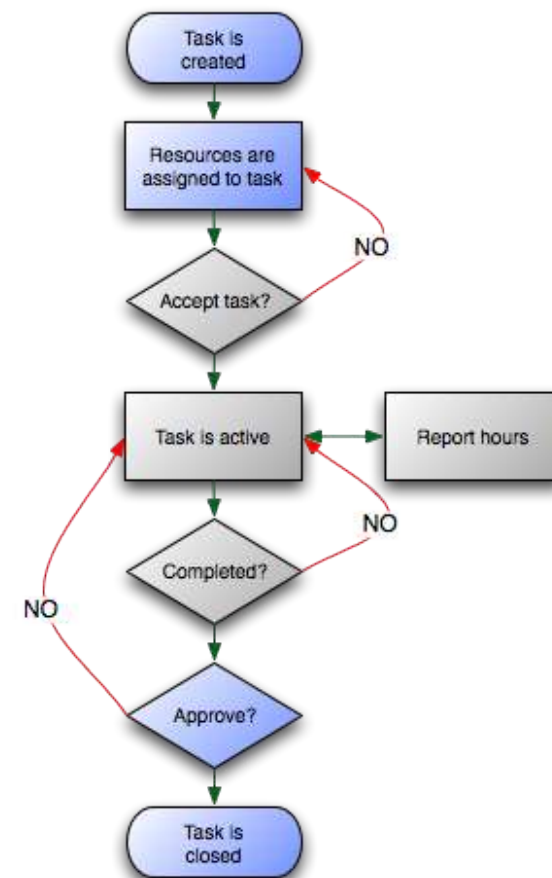 Task is
created
Resources are
assigned to task
NO
Accept task?
Task is active
Report hours
NO
Completed?
NO
Approve?
Task is
closed